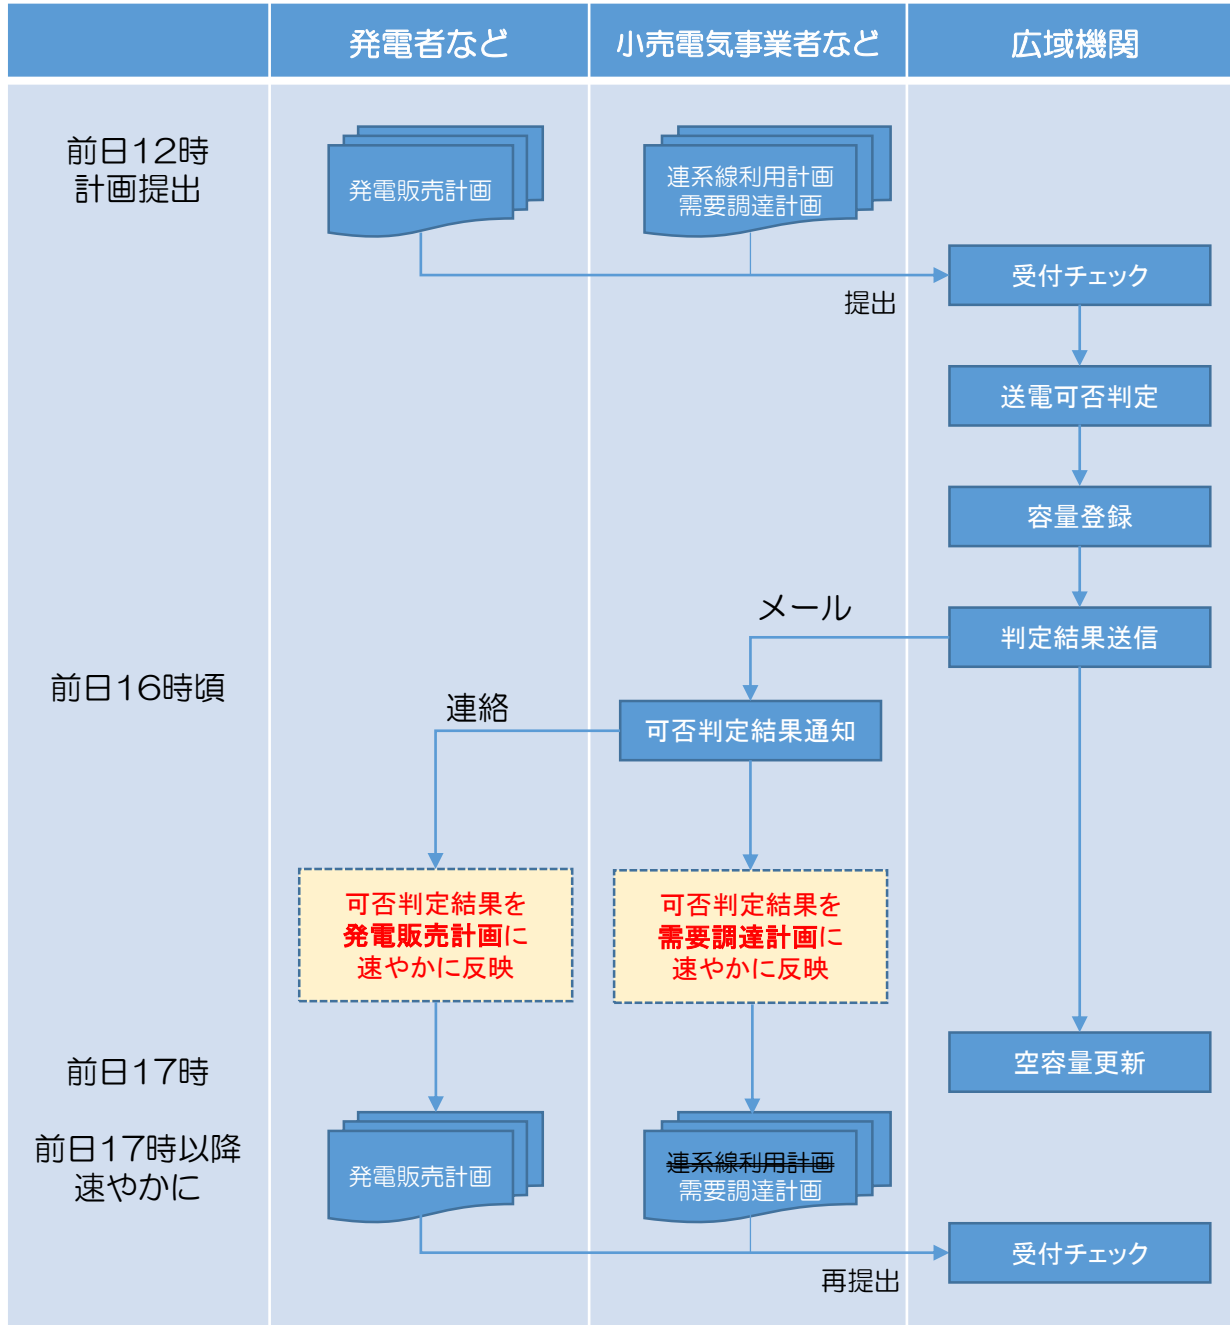 発電者など
小売電気事業者など
広域機関
前日12時
計画提出
発電販売計画
連系線利用計画
需要調達計画
受付チェック
提出
送電可否判定
容量登録
メール
判定結果送信
前日16時頃
連絡
可否判定結果通知
可否判定結果を
発電販売計画に
速やかに反映
可否判定結果を
需要調達計画に
速やかに反映
前日17時
空容量更新
前日17時以降
速やかに
発電販売計画
連系線利用計画
需要調達計画
受付チェック
再提出